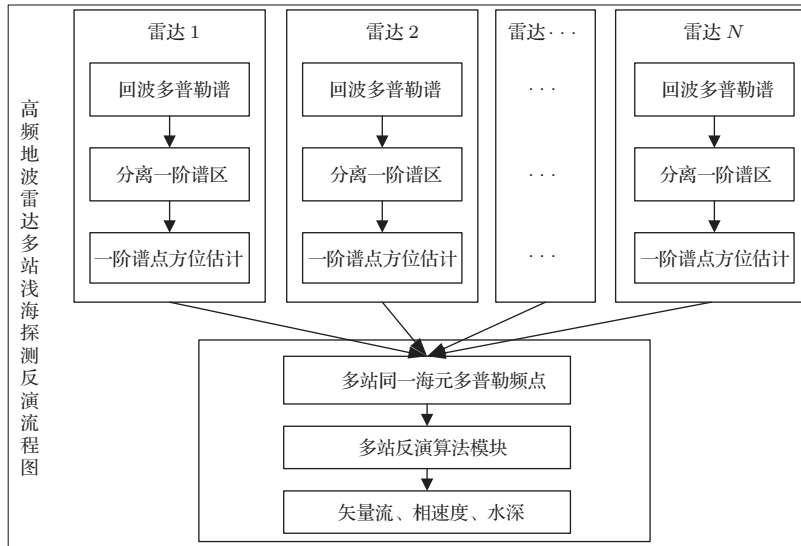 高频地波雷达多站浅海探测反演流程图
雷达 1
回波多普勒谱
分离一阶谱区
一阶谱点方位估计
雷达 2
回波多普勒谱
分离一阶谱区
一阶谱点方位估计
雷达 · · ·
· · ·
· · ·
· · ·
雷达 N
回波多普勒谱
分离一阶谱区
一阶谱点方位估计
多站同一海元多普勒频点
多站反演算法模块
矢量流、相速度、水深